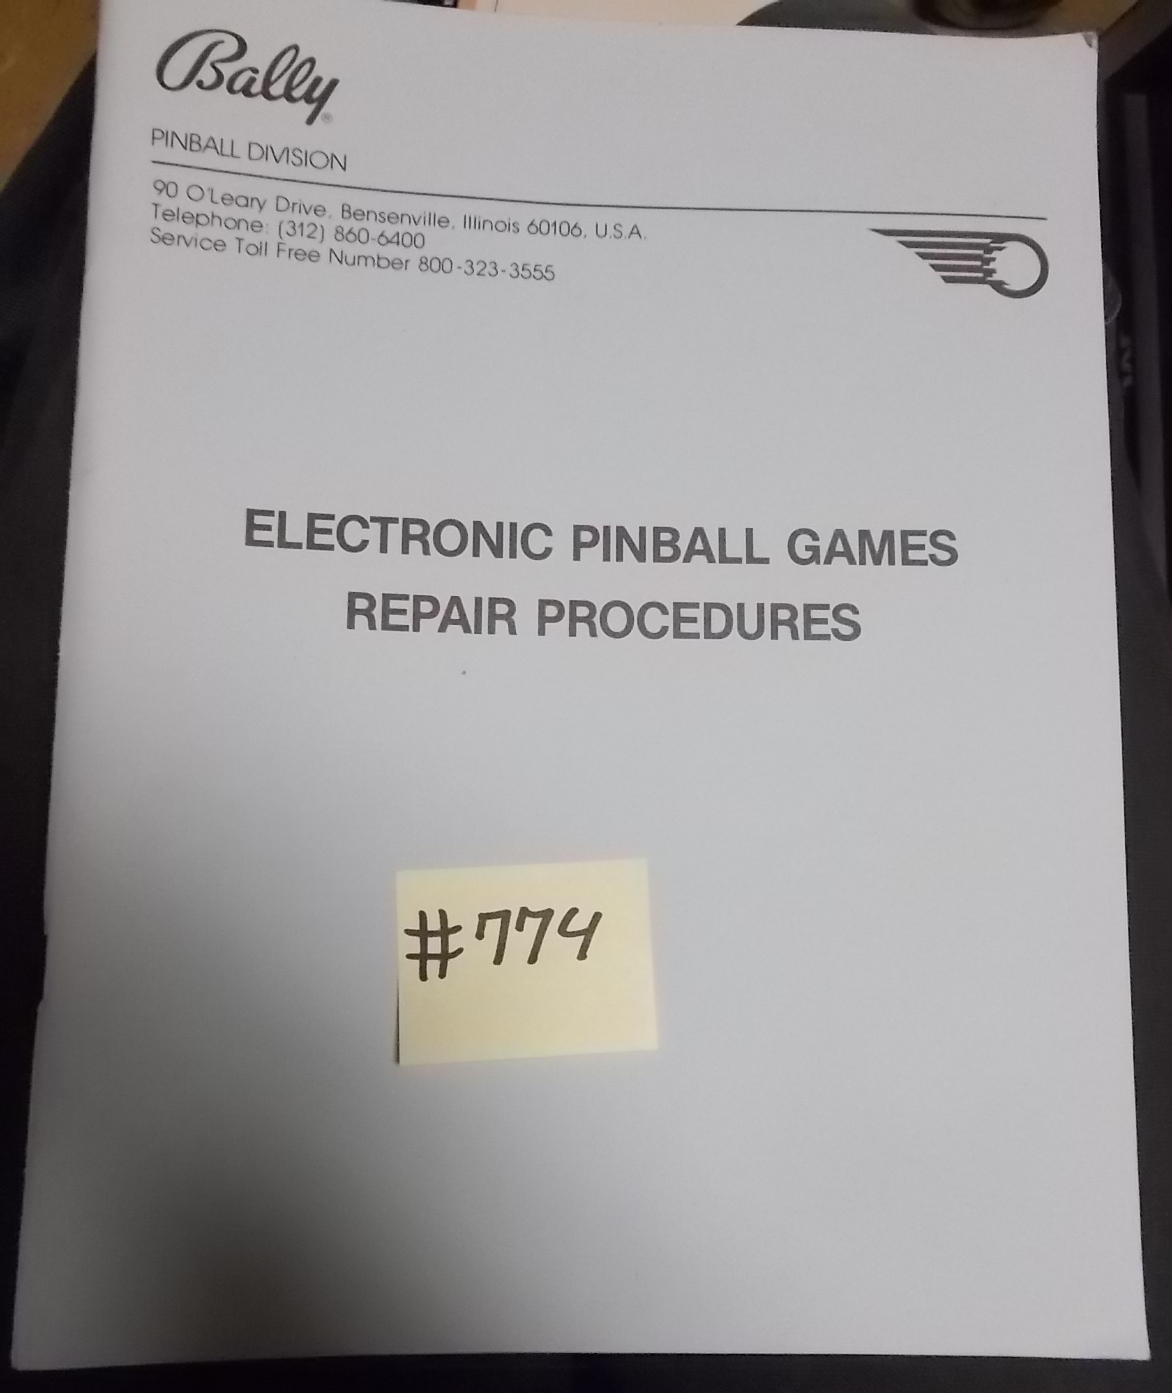 Bally®
PINBALL DIVISION
90 O'Leary Drive, Bensenville, Illinois 60106, U.S.A.
Telephone: (312) 860-6400
Service Toll Free Number 800-323-3555
ELECTRONIC PINBALL GAMES
REPAIR PROCEDURES
#774